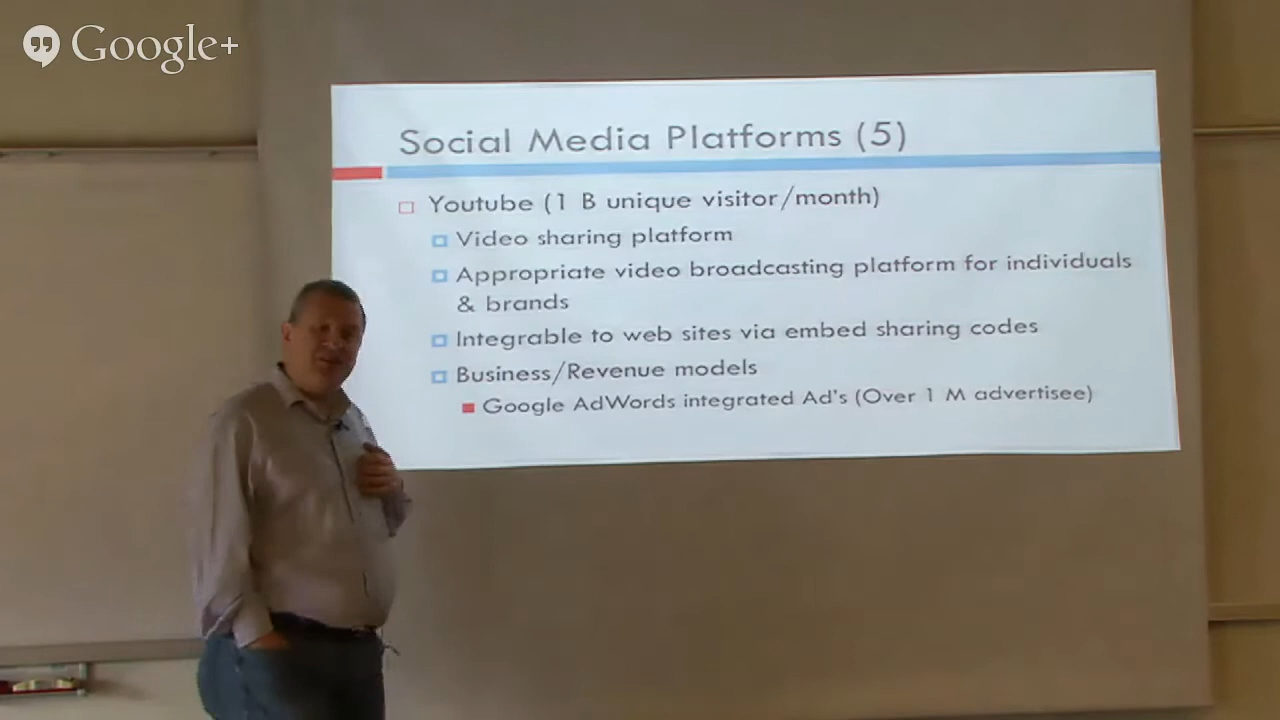 Google+
Social Media Platforms (5)
Youtube (1 B unique visitor/month)
Video sharing platform
Appropriate video broadcasting platform for individuals
& brands
Integrable to web sites via embed sharing codes
Business/Revenue models
Google AdWords integrated Ad's (Over 1 M advertisee)